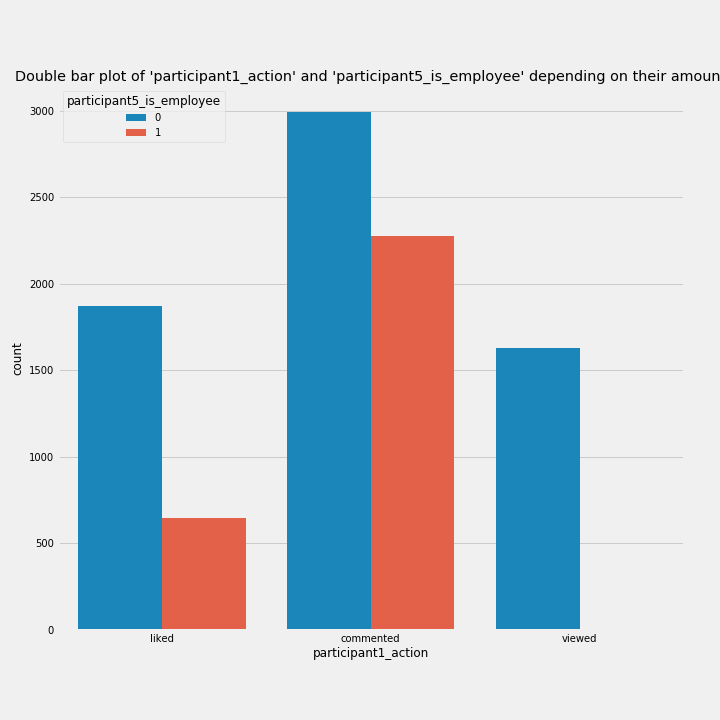 Double bar plot of 'participant1_action' and 'participant5_is_employee' depending on their amoun
participant5_is_employee
0
1
3000
2500
2000
1500
1000
500
0
count
liked commented viewed
participant1_action